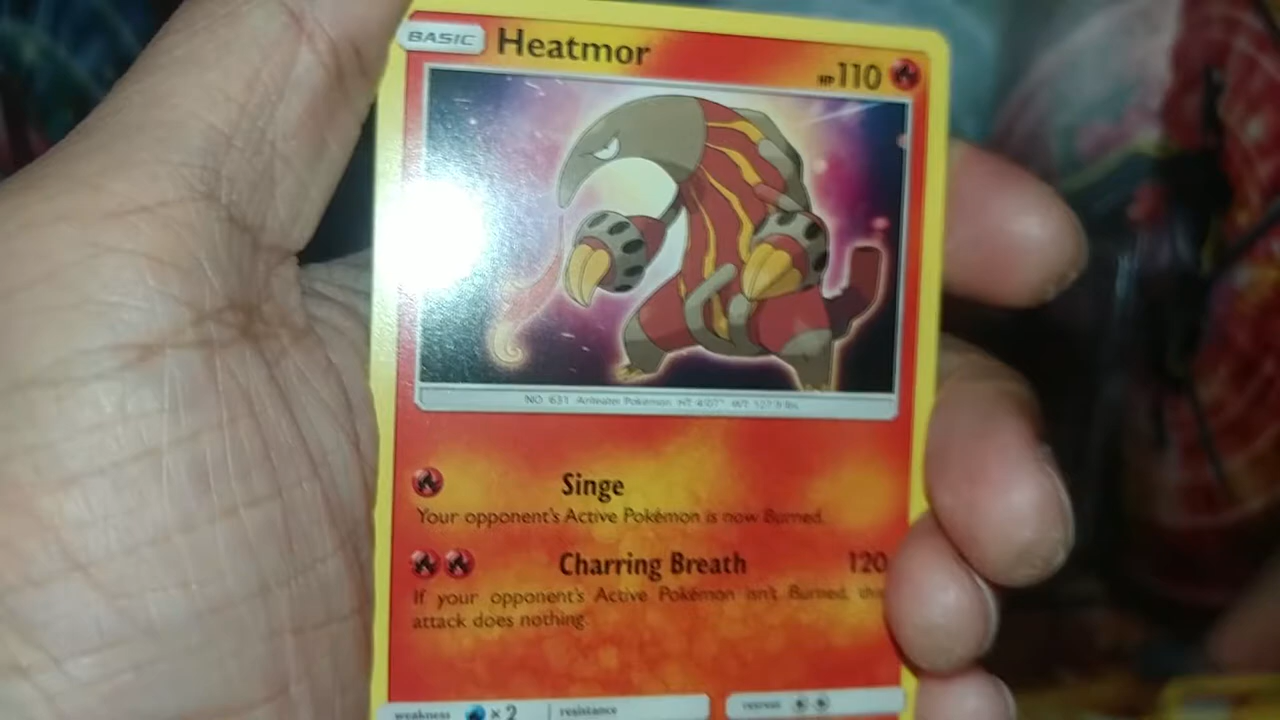 BASIC Heatmor HP 110
NO. 631 Anteater Pokémon HT: 4'07" WT: 127.9 lbs.
Singe
Your opponent's Active Pokémon is now Burned.
Charring Breath 120
If your opponent's Active Pokémon isn't Burned, this
attack does nothing.
weakness ×2 resistance retreat